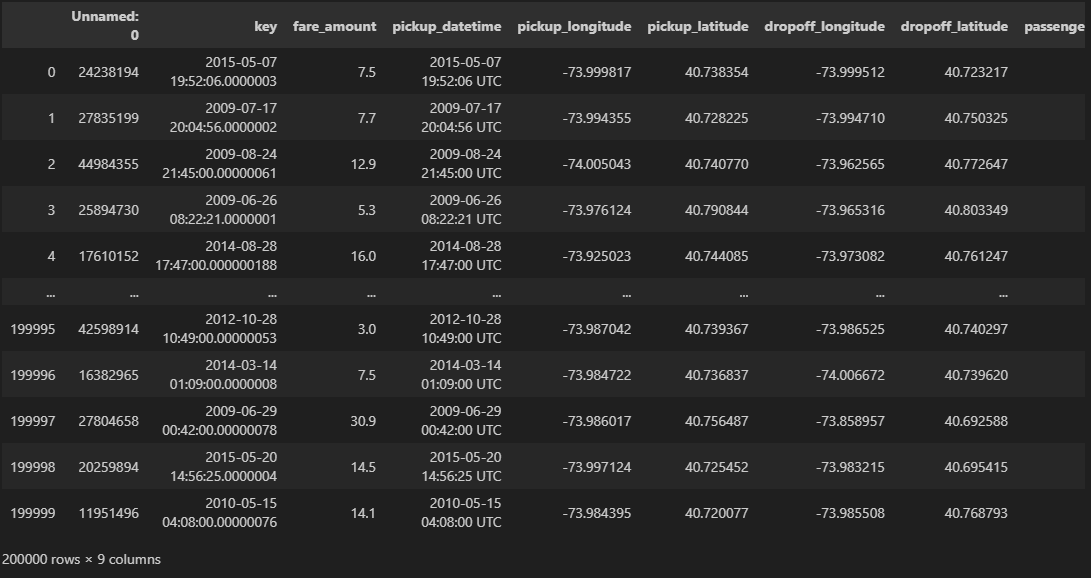 Unnamed:
0 key fare_amount pickup_datetime pickup_longitude pickup_latitude dropoff_longitude dropoff_latitude passenge
0 24238194 2015-05-07 19:52:06.0000003 7.5 2015-05-07 19:52:06 UTC -73.999817 40.738354 -73.999512 40.723217
1 27835199 2009-07-17 20:04:56.0000002 7.7 2009-07-17 20:04:56 UTC -73.994355 40.728225 -73.994710 40.750325
2 44984355 2009-08-24 21:45:00.00000061 12.9 2009-08-24 21:45:00 UTC -74.005043 40.740770 -73.962565 40.772647
3 25894730 2009-06-26 08:22:21.0000001 5.3 2009-06-26 08:22:21 UTC -73.976124 40.790844 -73.965316 40.803349
4 17610152 2014-08-28 17:47:00.000000188 16.0 2014-08-28 17:47:00 UTC -73.925023 40.744085 -73.973082 40.761247
... ... ... ... ... ... ... ... ...
199995 42598914 2012-10-28 10:49:00.00000053 3.0 2012-10-28 10:49:00 UTC -73.987042 40.739367 -73.986525 40.740297
199996 16382965 2014-03-14 01:09:00.0000008 7.5 2014-03-14 01:09:00 UTC -73.984722 40.736837 -74.006672 40.739620
199997 27804658 2009-06-29 00:42:00.00000078 30.9 2009-06-29 00:42:00 UTC -73.986017 40.756487 -73.858957 40.692588
199998 20259894 2015-05-20 14:56:25.0000004 14.5 2015-05-20 14:56:25 UTC -73.997124 40.725452 -73.983215 40.695415
199999 11951496 2010-05-15 04:08:00.00000076 14.1 2010-05-15 04:08:00 UTC -73.984395 40.720077 -73.985508 40.768793
200000 rows × 9 columns